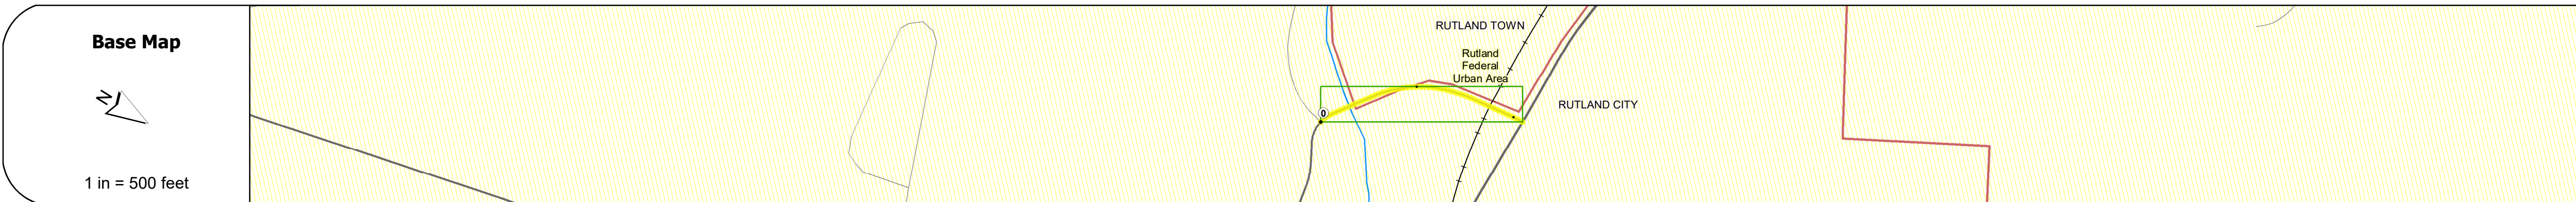 Base Map
N
1 in = 500 feet
RUTLAND TOWN
Rutland
Federal
Urban Area
RUTLAND CITY
0